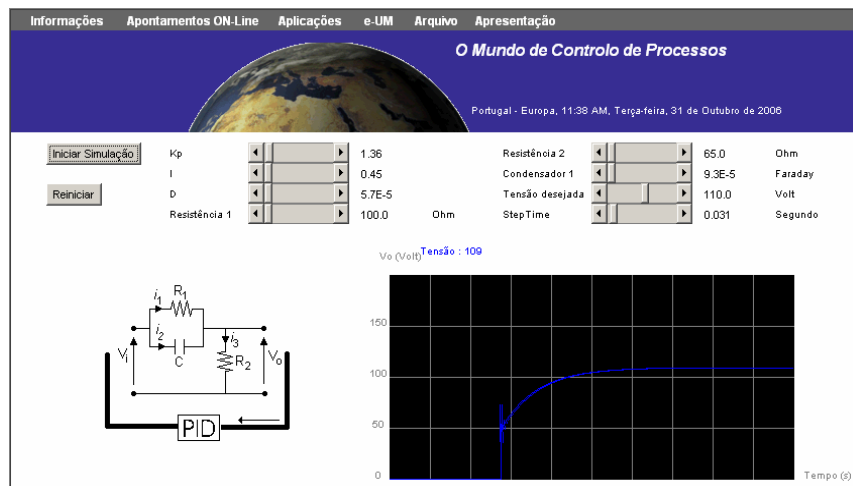 Informações Apontamentos ON-Line Aplicações e-UM Arquivo Apresentação
O Mundo de Controlo de Processos
Portugal - Europa, 11:38 AM, Terça-feira, 31 de Outubro de 2006
Iniciar Simulação
Reiniciar
Kp 1.36
I 0.45
D 5.7E-5
Resistência 1 100.0 Ohm
Resistência 2 65.0 Ohm
Condensador 1 9.3E-5 Faraday
Tensão desejada 110.0 Volt
StepTime 0.031 Segundo
Vo (Volt) Tensão : 109
150
100
50
0
Tempo (s)
i1 R1
i2
C
i3
R2
Vi
Vo
PID